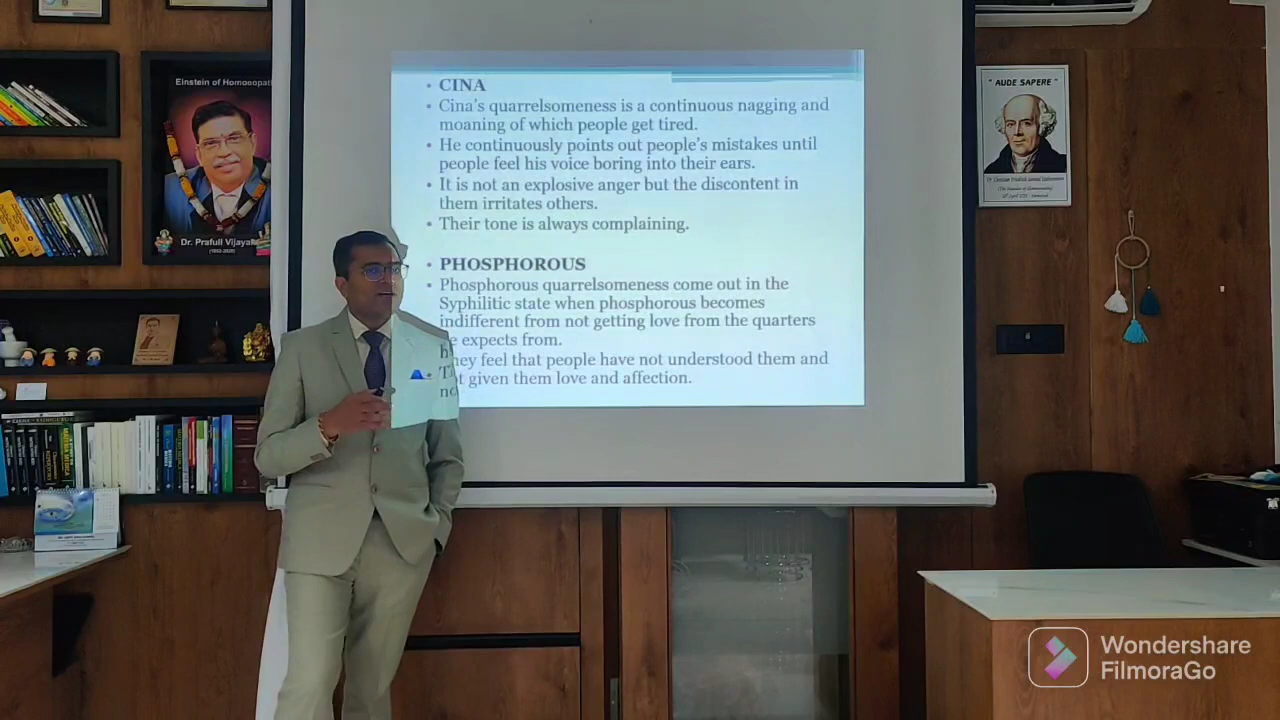 Einstein of Homoeopath
Dr. Prafull Vijayak
" AUDE SAPERE "
• CINA
• Cina's quarrelsomeness is a continuous nagging and
moaning of which people get tired.
• He continuously points out people's mistakes until
people feel his voice boring into their ears.
• It is not an explosive anger but the discontent in
them irritates others.
• Their tone is always complaining.
• PHOSPHOROUS
• Phosphorous quarrelsomeness come out in the
Syphilitic state when phosphorous becomes
indifferent from not getting love from the quarters
he expects from.
• They feel that people have not understood them and
not given them love and affection.
Wondershare
FilmoraGo